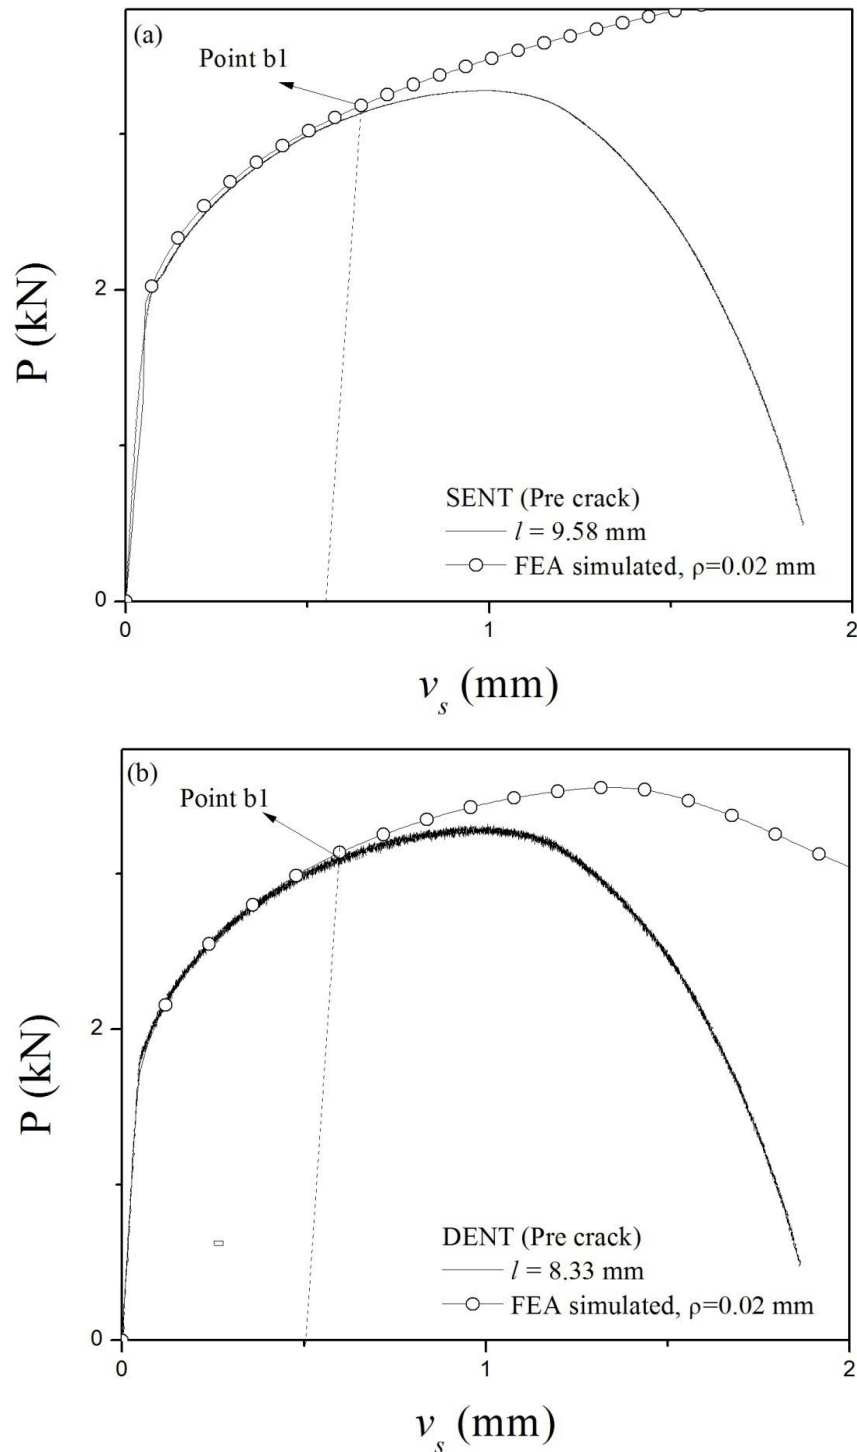 (a)
Point b1
2
P (kN)
SENT (Pre crack)
l = 9.58 mm
FEA simulated, ρ=0.02 mm
0
0
1
2
v_s (mm)
(b)
Point b1
2
P (kN)
DENT (Pre crack)
l = 8.33 mm
FEA simulated, ρ=0.02 mm
0
0
1
2
v_s (mm)